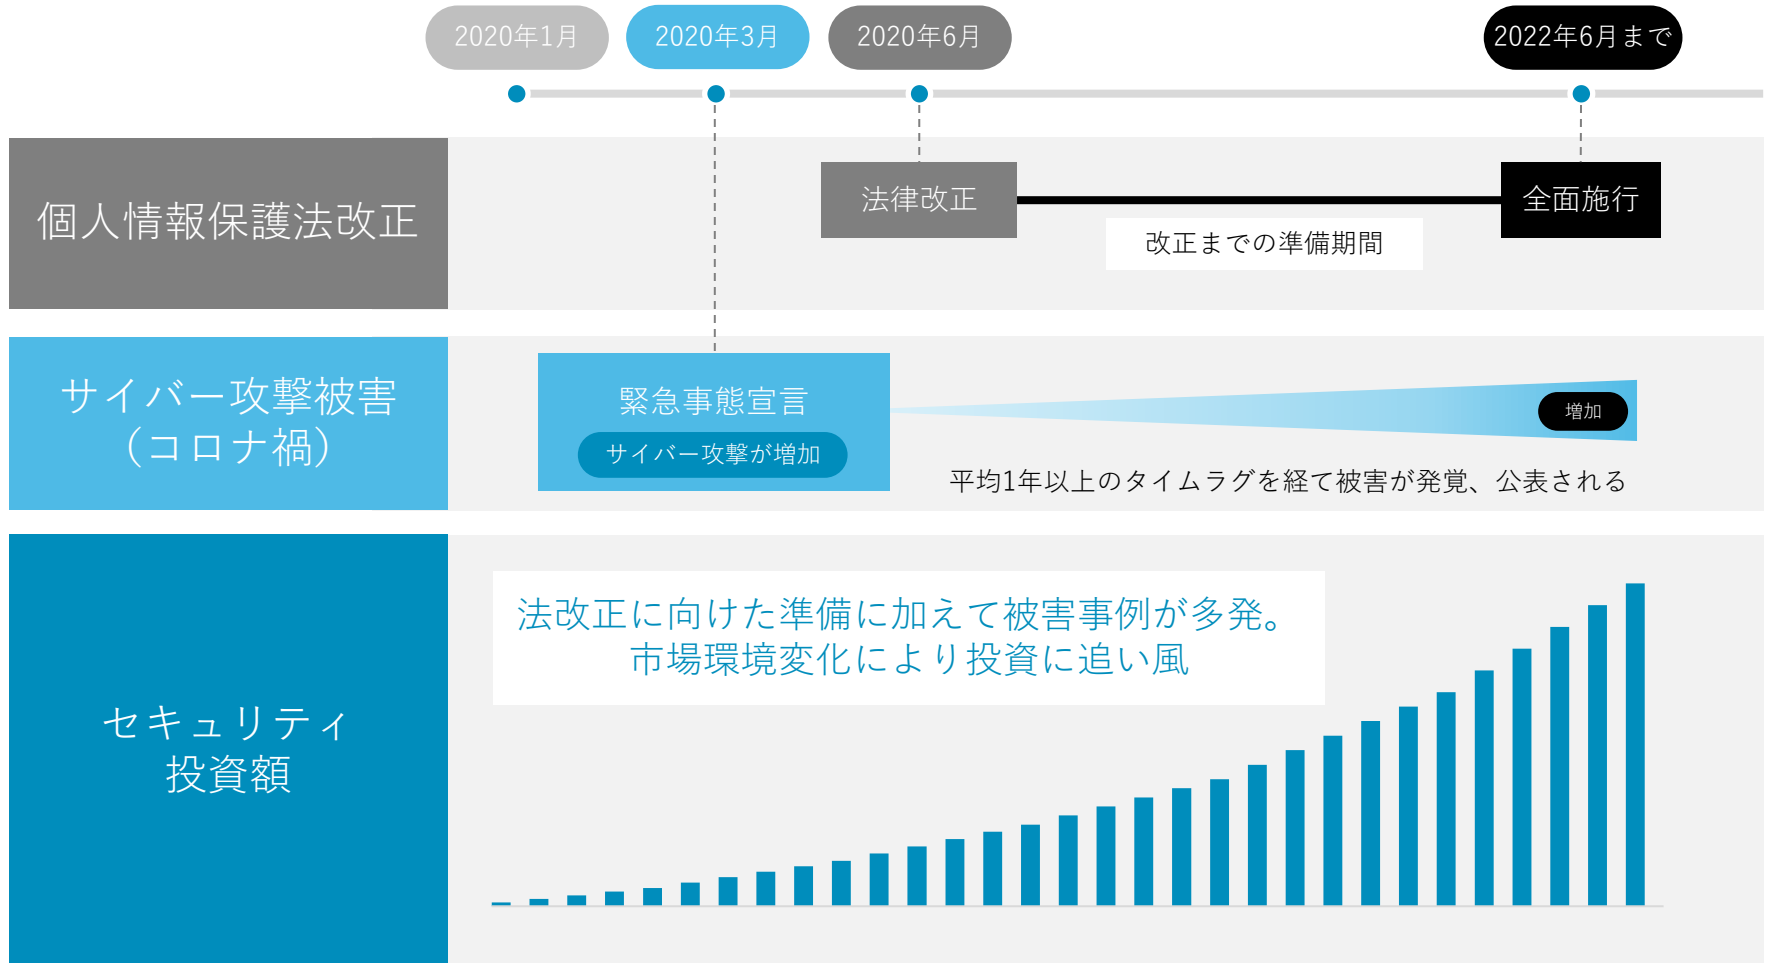 2020年1月
2020年3月
2020年6月
2022年6月まで
個人情報保護法改正
法律改正
全面施行
改正までの準備期間
サイバー攻撃被害
（コロナ禍）
緊急事態宣言
サイバー攻撃が増加
増加
平均1年以上のタイムラグを経て被害が発覚、公表される
セキュリティ
投資額
法改正に向けた準備に加えて被害事例が多発。
市場環境変化により投資に追い風